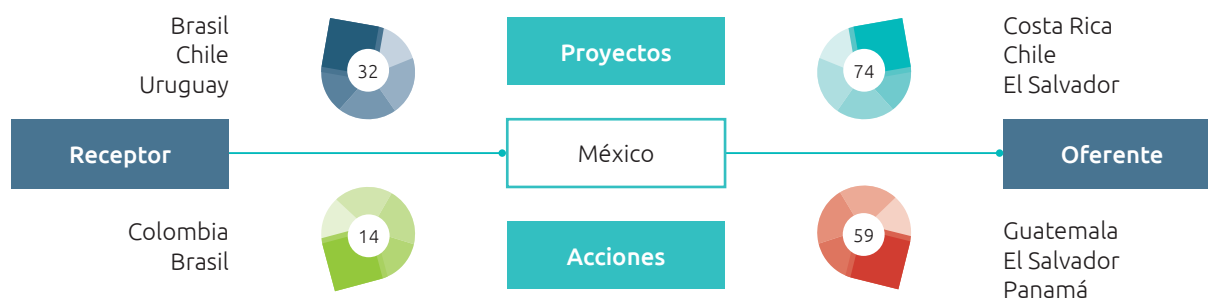 Brasil
Chile
Uruguay
32
Proyectos
74
Costa Rica
Chile
El Salvador
Receptor
México
Oferente
Colombia
Brasil
14
Acciones
59
Guatemala
El Salvador
Panamá